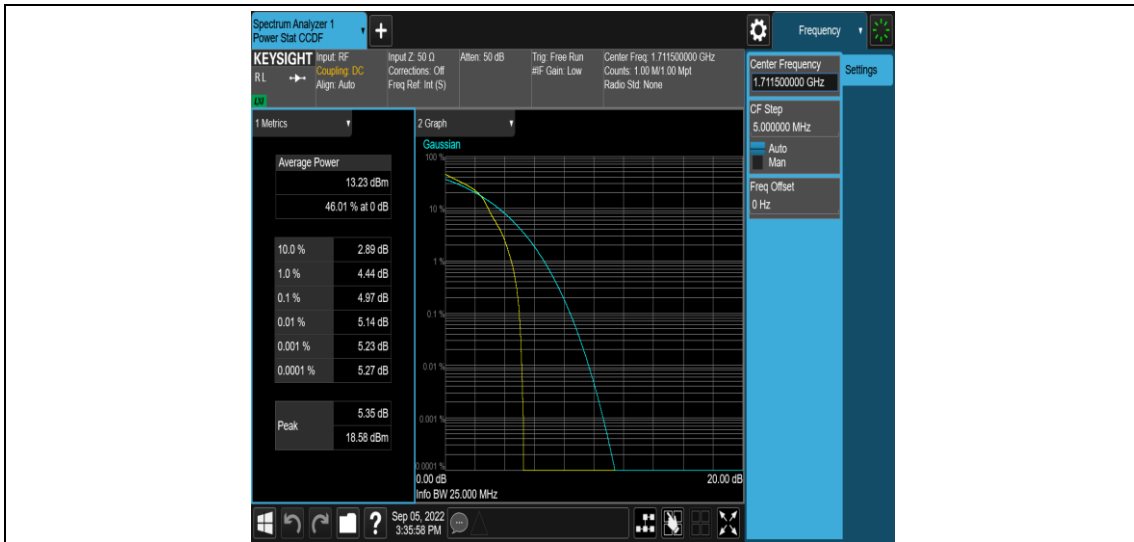 Spectrum Analyzer 1
Power Stat CCDF
+
Frequency
KEYSIGHT
RL
LXI
Input: RF
Coupling: DC
Align: Auto
Input Z: 50 Ω
Corrections: Off
Freq Ref: Int (S)
Atten: 50 dB
Trig: Free Run
#IF Gain: Low
Center Freq: 1.711500000 GHz
Counts: 1.00 M/1.00 Mpt
Radio Std: None
Center Frequency
1.711500000 GHz
Settings
CF Step
5.000000 MHz
Auto
Man
Freq Offset
0 Hz
1 Metrics
Average Power
13.23 dBm
46.01 % at 0 dB
10.0 % 2.89 dB
1.0 % 4.44 dB
0.1 % 4.97 dB
0.01 % 5.14 dB
0.001 % 5.23 dB
0.0001 % 5.27 dB
Peak
5.35 dB
18.58 dBm
2 Graph
Gaussian
100 %
10 %
1 %
0.1 %
0.01 %
0.001 %
0.0001 %
0.00 dB 20.00 dB
Info BW 25.000 MHz
?
Sep 05, 2022
3:35:58 PM